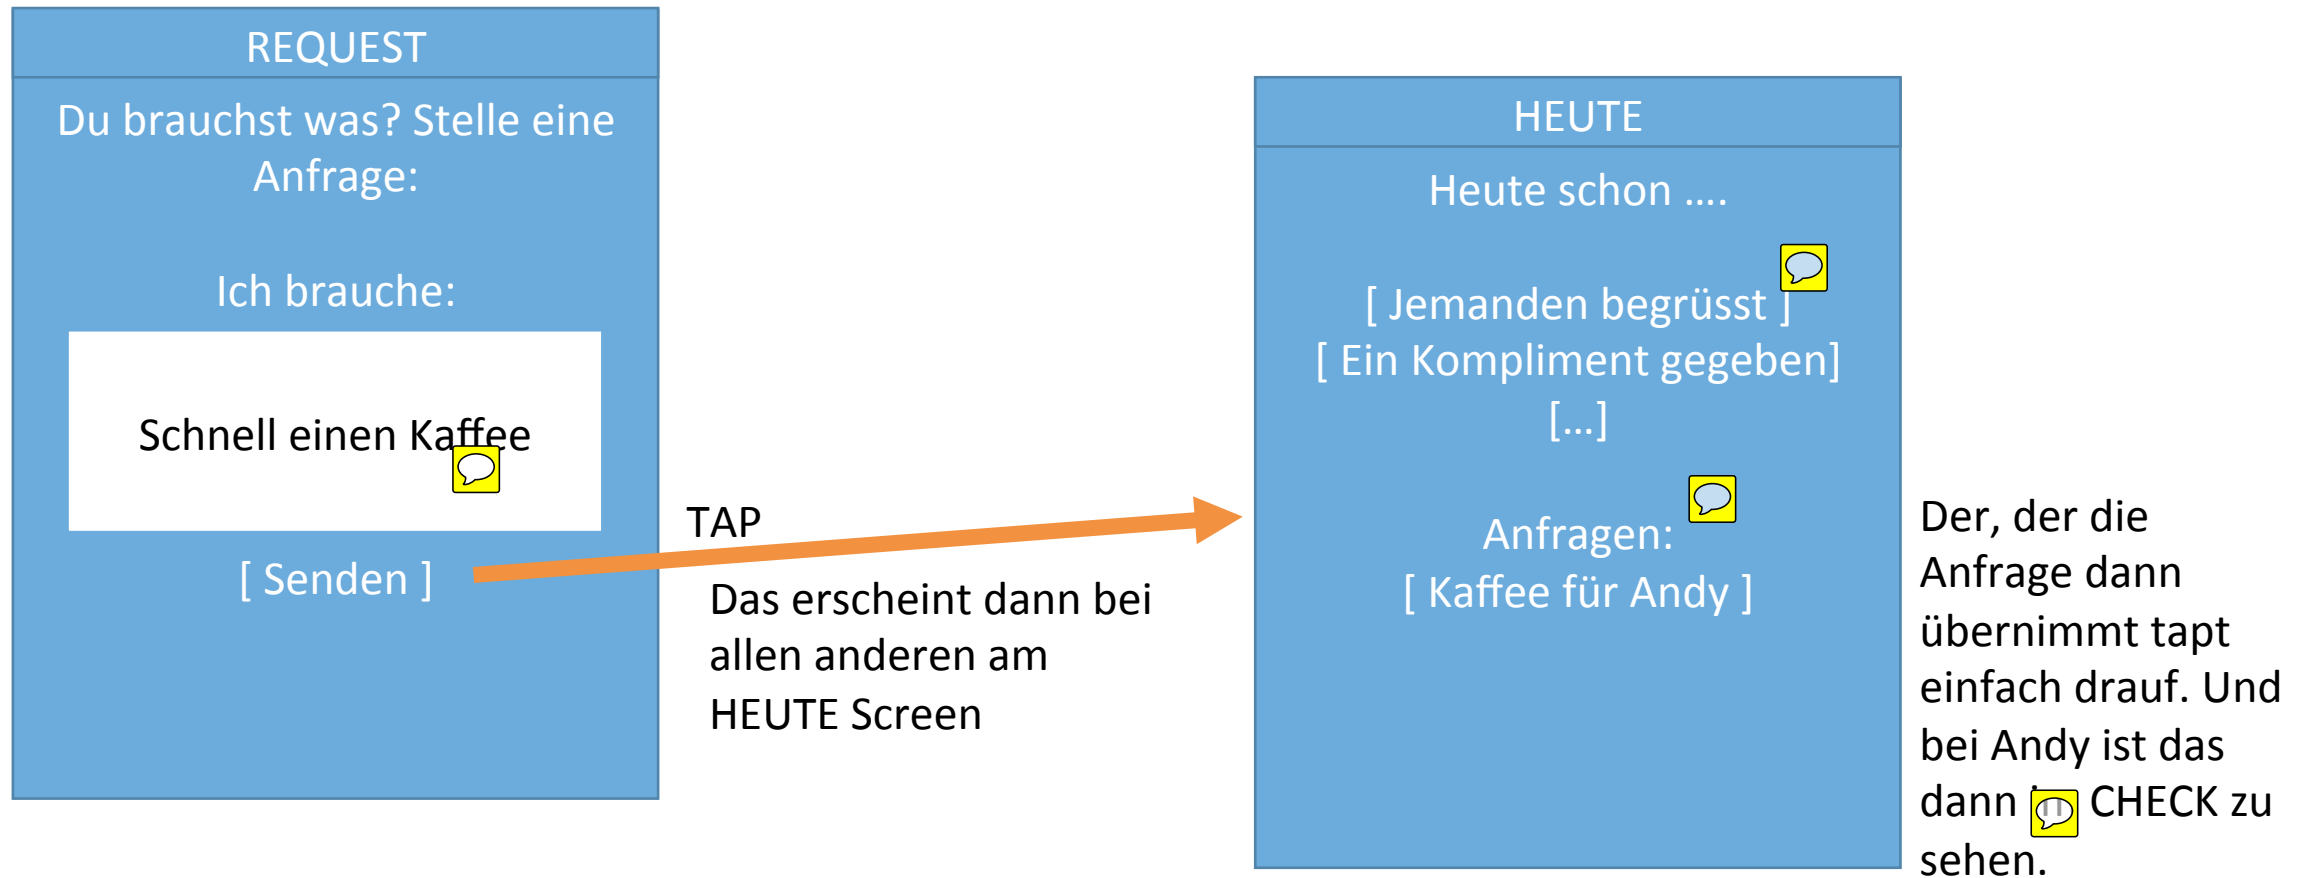 REQUEST
Du brauchst was? Stelle eine
Anfrage:
Ich brauche:
Schnell einen Kaffee
[ Senden ]
TAP
Das erscheint dann bei
allen anderen am
HEUTE Screen
HEUTE
Heute schon ....
[ Jemanden begrüsst ]
[ Ein Kompliment gegeben]
[...]
Anfragen:
[ Kaffee für Andy ]
Der, der die
Anfrage dann
übernimmt tapt
einfach drauf. Und
bei Andy ist das
dann CHECK zu
sehen.